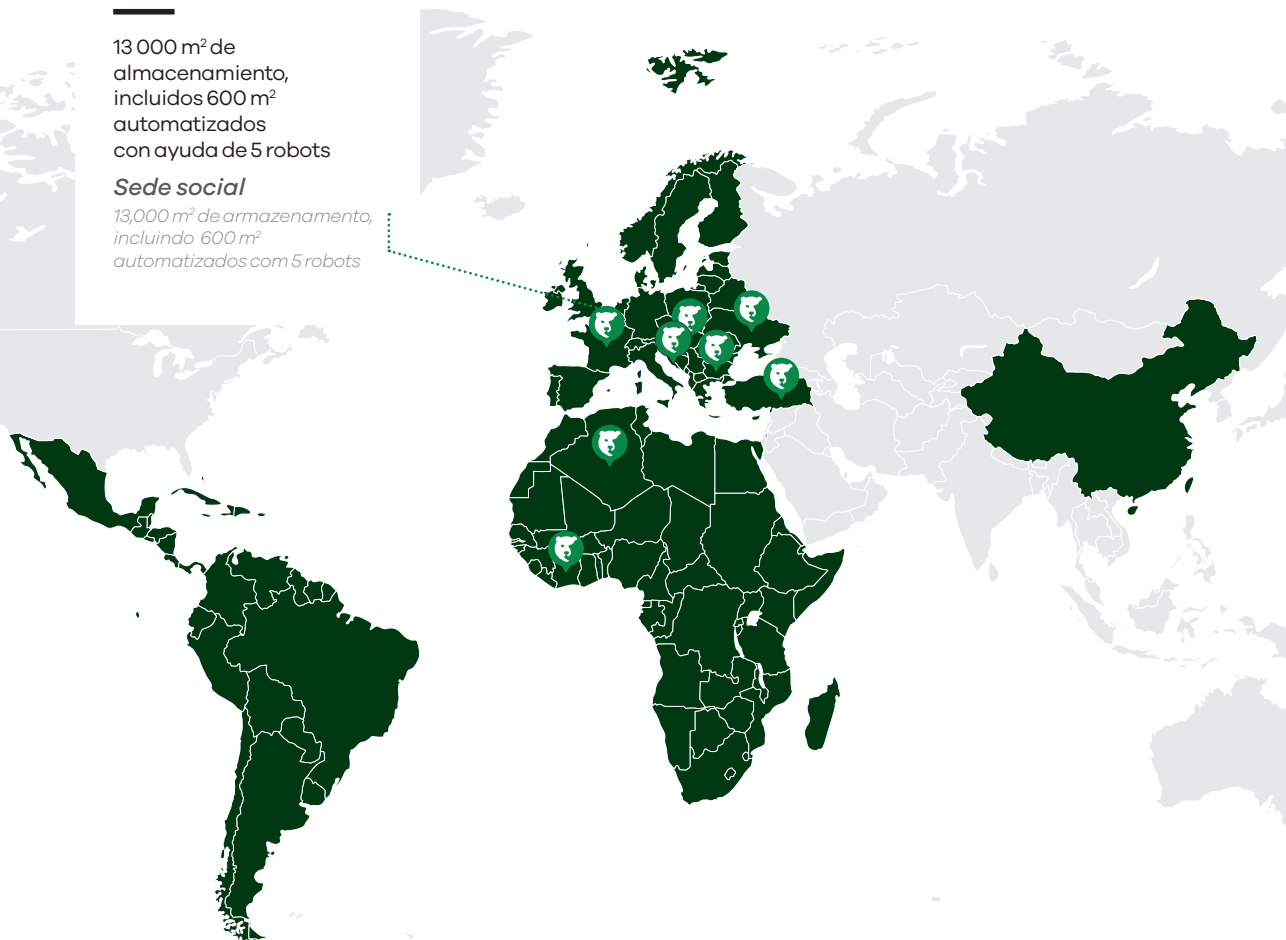 13 000 m² de
almacenamiento,
incluidos 600 m²
automatizados
con ayuda de 5 robots
Sede social
13,000 m² de armazenamento,
incluindo 600 m²
automatizados com 5 robots